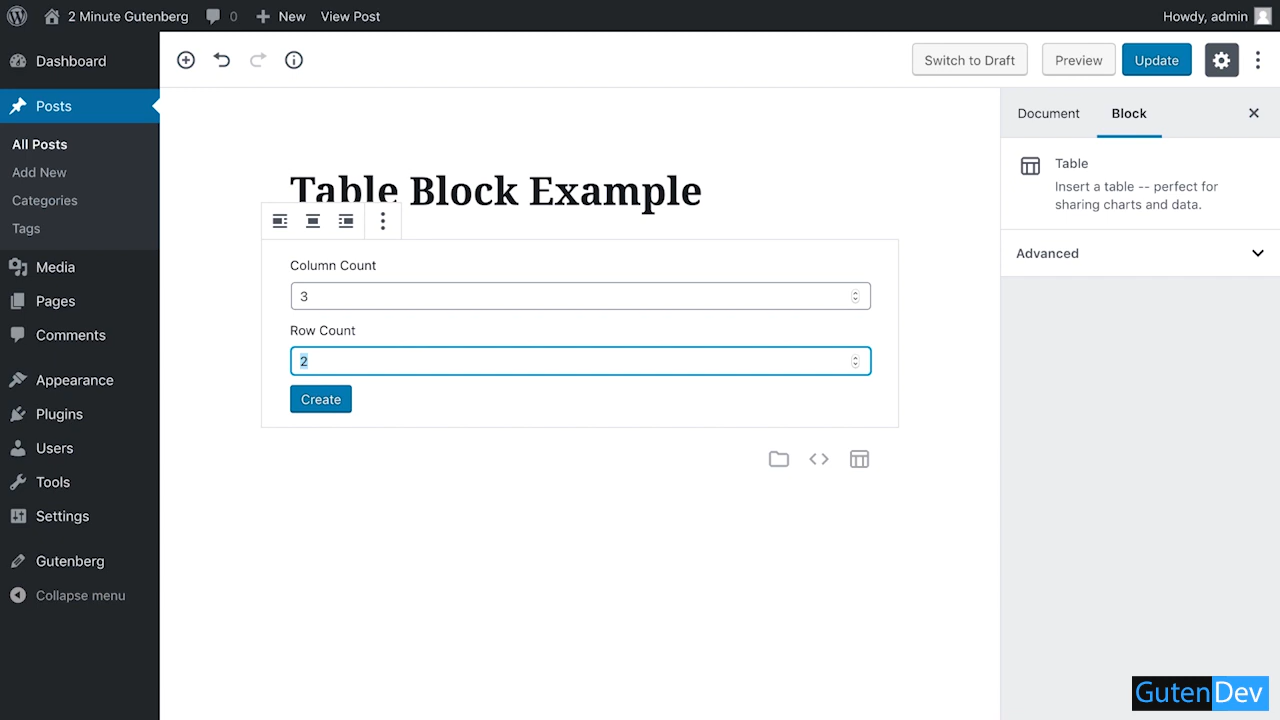 2 Minute Gutenberg 0 New View Post Howdy, admin
Dashboard
Posts
All Posts
Add New
Categories
Tags
Media
Pages
Comments
Appearance
Plugins
Users
Tools
Settings
Gutenberg
Collapse menu
Switch to Draft Preview Update
Table Block Example
Column Count
3
Row Count
2
Create
Document Block
Table
Insert a table -- perfect for
sharing charts and data.
Advanced
GutenDev